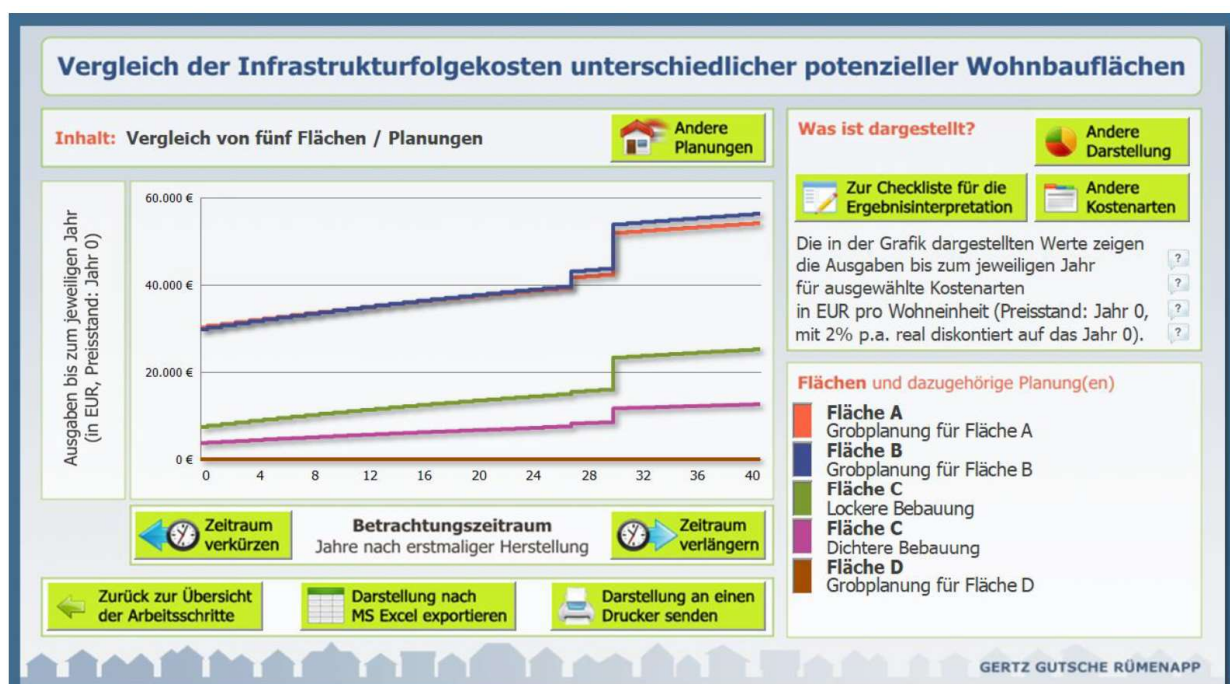 Vergleich der Infrastrukturfolgekosten unterschiedlicher potenzieller Wohnbauflächen
Inhalt: Vergleich von fünf Flächen / Planungen
Andere
Planungen
Ausgaben bis zum jeweiligen Jahr
(in EUR, Preisstand: Jahr 0)
60.000 €
40.000 €
20.000 €
0 €
0 4 8 12 16 20 24 28 32 36 40
Zeitraum
verkürzen
Betrachtungszeitraum
Jahre nach erstmaliger Herstellung
Zeitraum
verlängern
Zurück zur Übersicht
der Arbeitsschritte
Darstellung nach
MS Excel exportieren
Darstellung an einen
Drucker senden
Was ist dargestellt?
Andere
Darstellung
Zur Checkliste für die
Ergebnisinterpretation
Andere
Kostenarten
Die in der Grafik dargestellten Werte zeigen
die Ausgaben bis zum jeweiligen Jahr ?
für ausgewählte Kostenarten ?
in EUR pro Wohneinheit (Preisstand: Jahr 0, ?
mit 2% p.a. real diskontiert auf das Jahr 0). ?
Flächen und dazugehörige Planung(en)
Fläche A
Grobplanung für Fläche A
Fläche B
Grobplanung für Fläche B
Fläche C
Lockere Bebauung
Fläche C
Dichtere Bebauung
Fläche D
Grobplanung für Fläche D
GERTZ GUTSCHE RÜMENAPP